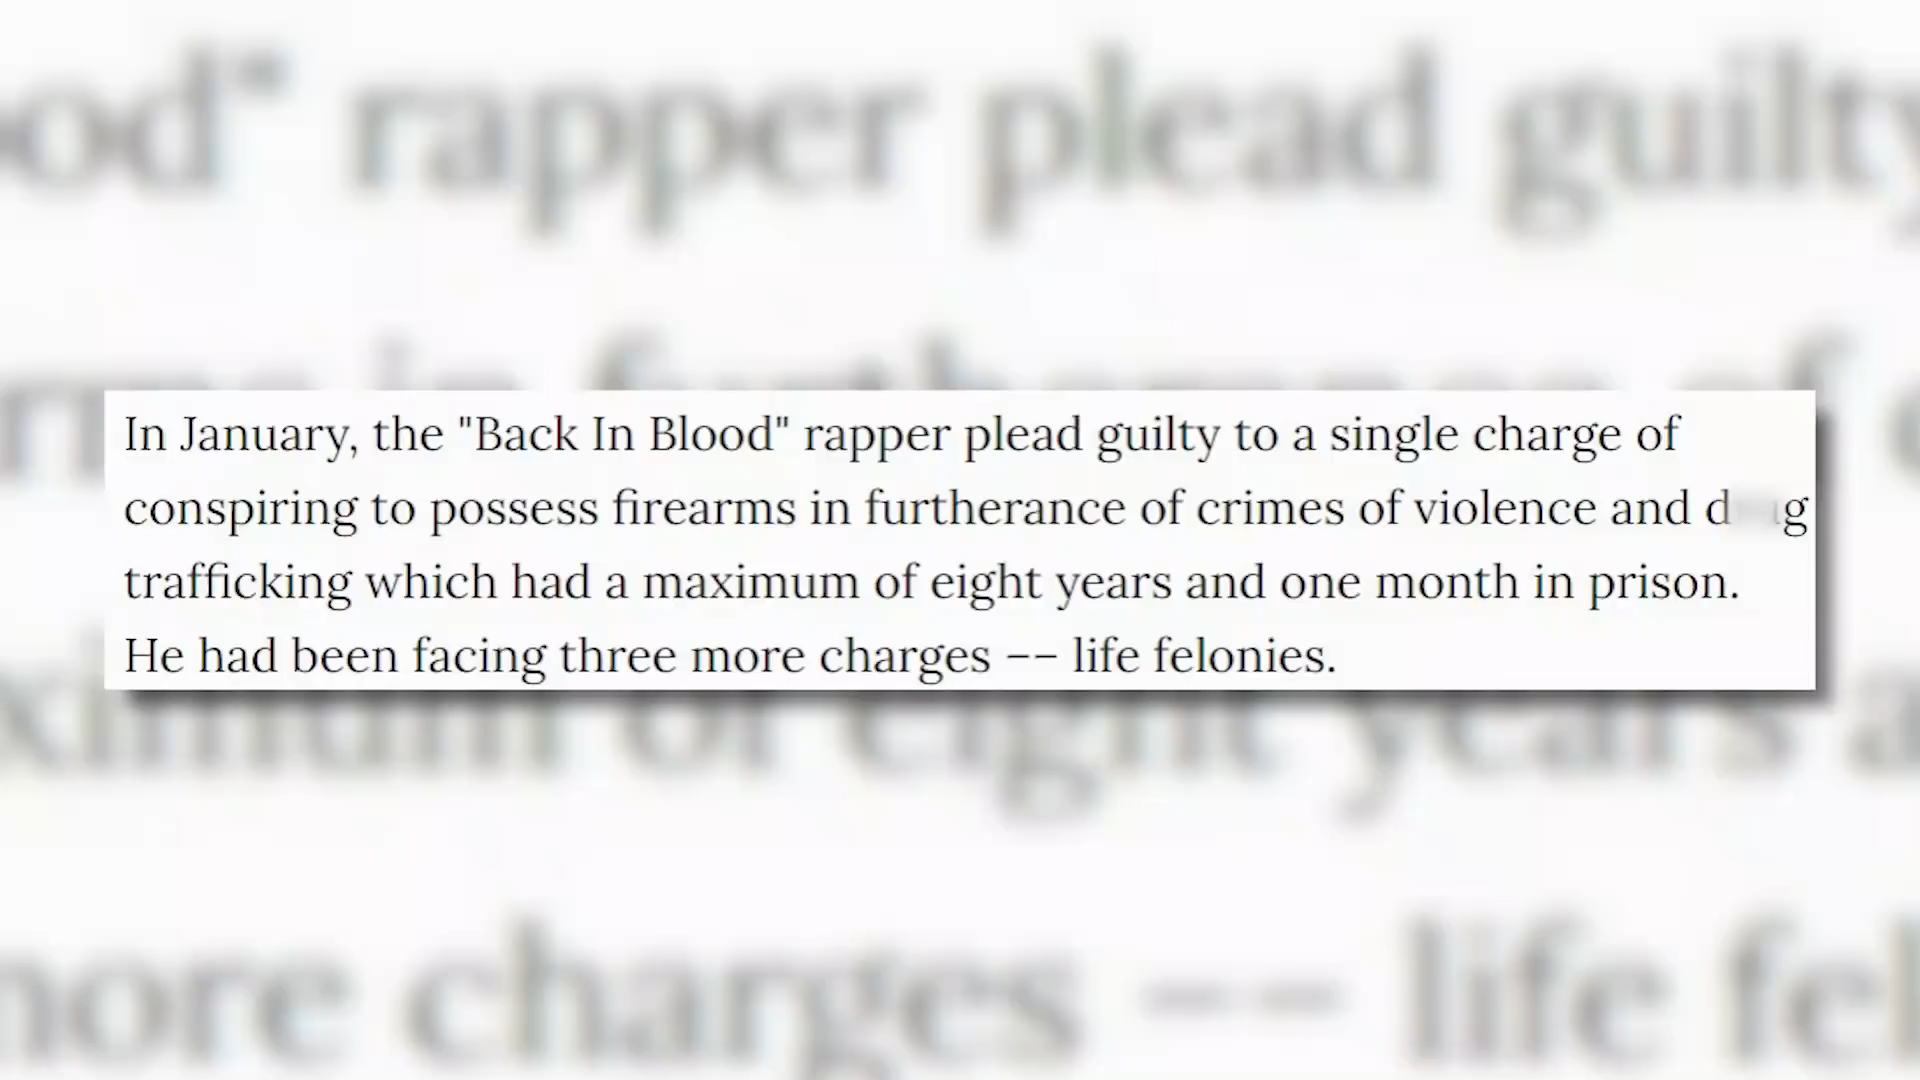 In January, the "Back In Blood" rapper plead guilty to a single charge of
conspiring to possess firearms in furtherance of crimes of violence and drug
trafficking which had a maximum of eight years and one month in prison.
He had been facing three more charges -- life felonies.